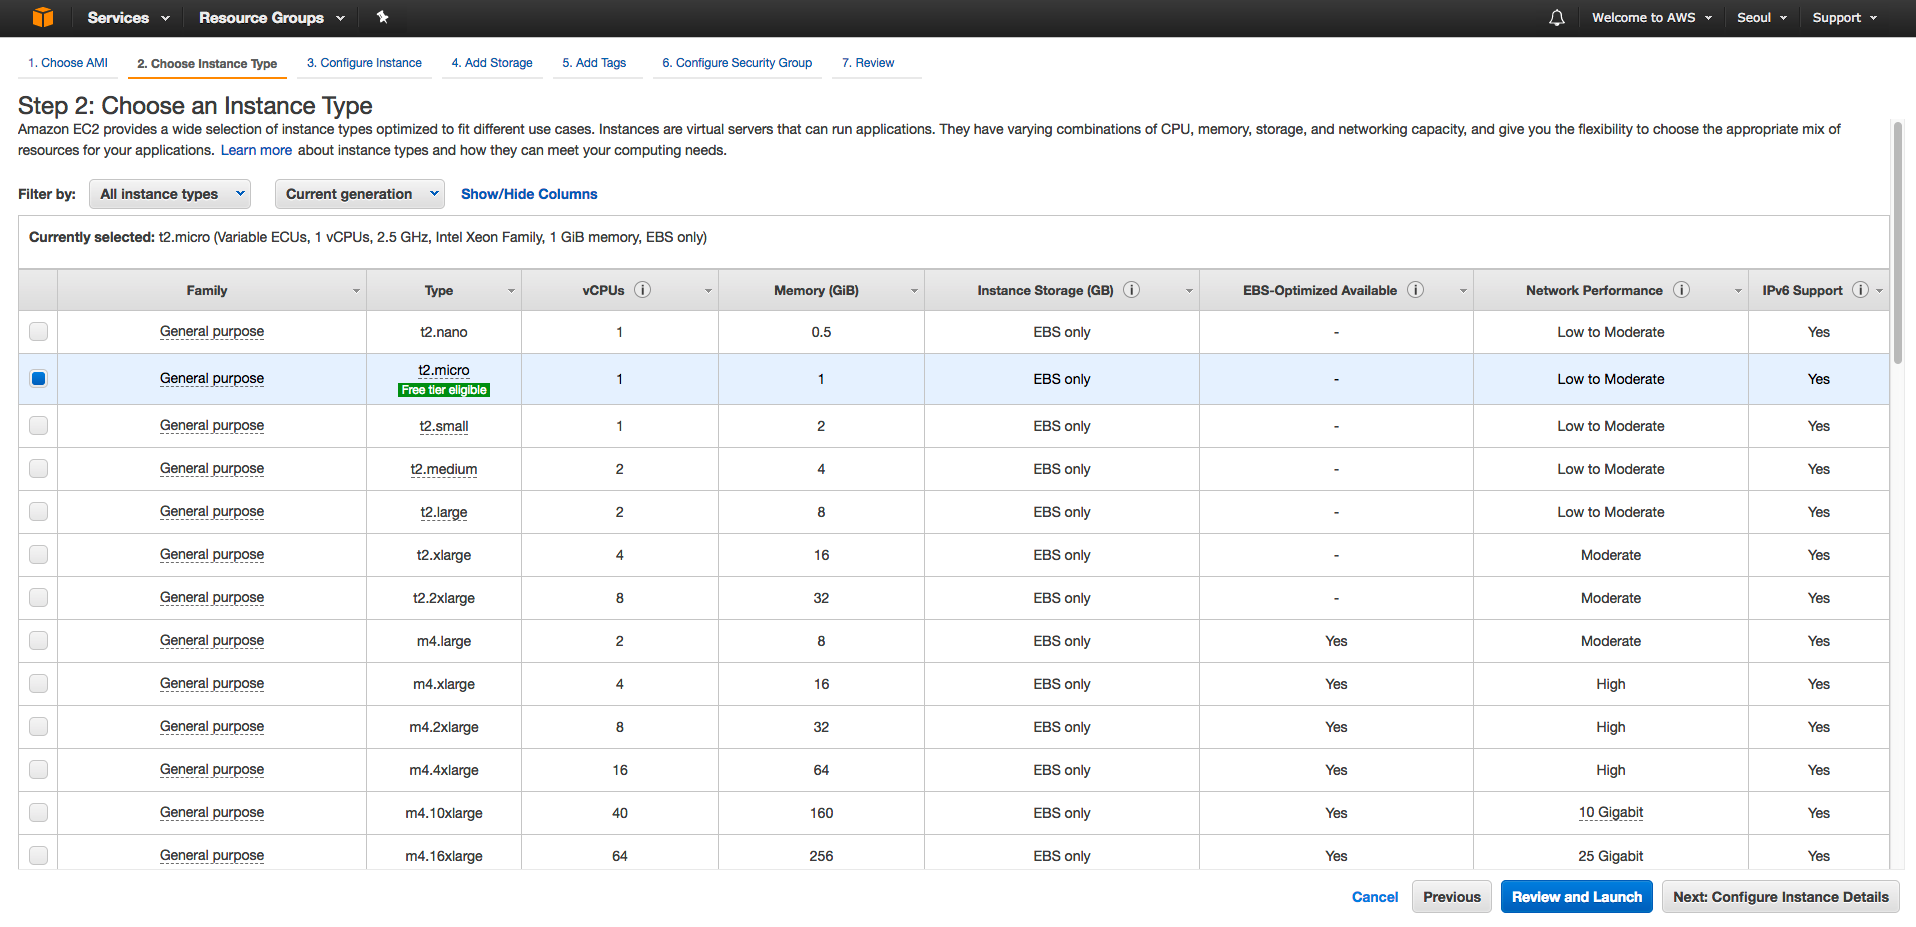 Services Resource Groups Welcome to AWS Seoul Support
1. Choose AMI 2. Choose Instance Type 3. Configure Instance 4. Add Storage 5. Add Tags 6. Configure Security Group 7. Review
Step 2: Choose an Instance Type
Amazon EC2 provides a wide selection of instance types optimized to fit different use cases. Instances are virtual servers that can run applications. They have varying combinations of CPU, memory, storage, and networking capacity, and give you the flexibility to choose the appropriate mix of
resources for your applications. Learn more about instance types and how they can meet your computing needs.
Filter by: All instance types Current generation Show/Hide Columns
Currently selected: t2.micro (Variable ECUs, 1 vCPUs, 2.5 GHz, Intel Xeon Family, 1 GiB memory, EBS only)
Family Type vCPUs i Memory (GiB) Instance Storage (GB) i EBS-Optimized Available i Network Performance i IPv6 Support i
General purpose t2.nano 1 0.5 EBS only - Low to Moderate Yes
General purpose t2.micro 1 1 EBS only - Low to Moderate Yes
Free tier eligible
General purpose t2.small 1 2 EBS only - Low to Moderate Yes
General purpose t2.medium 2 4 EBS only - Low to Moderate Yes
General purpose t2.large 2 8 EBS only - Low to Moderate Yes
General purpose t2.xlarge 4 16 EBS only - Moderate Yes
General purpose t2.2xlarge 8 32 EBS only - Moderate Yes
General purpose m4.large 2 8 EBS only Yes Moderate Yes
General purpose m4.xlarge 4 16 EBS only Yes High Yes
General purpose m4.2xlarge 8 32 EBS only Yes High Yes
General purpose m4.4xlarge 16 64 EBS only Yes High Yes
General purpose m4.10xlarge 40 160 EBS only Yes 10 Gigabit Yes
General purpose m4.16xlarge 64 256 EBS only Yes 25 Gigabit Yes
Cancel Previous Review and Launch Next: Configure Instance Details